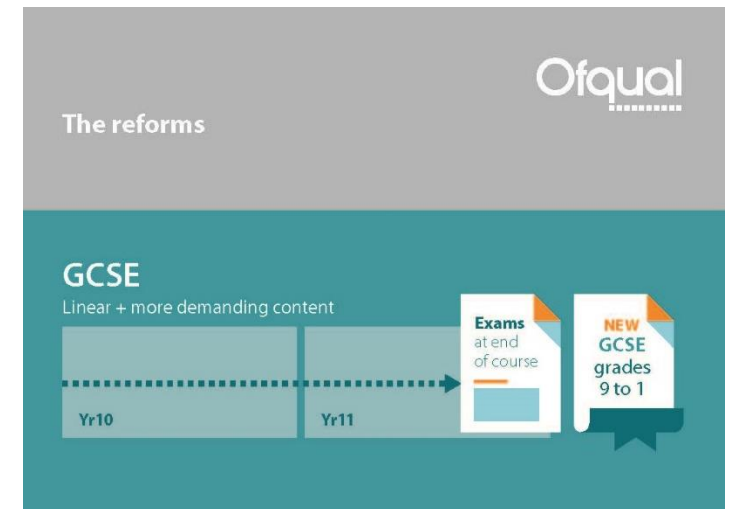 Ofqual
The reforms
GCSE
Linear + more demanding content
Yr10
Yr11
Exams
at end
of course
NEW
GCSE
grades
9 to 1